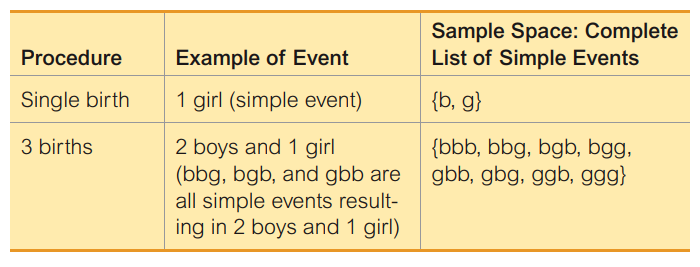 Procedure
Example of Event
Sample Space: Complete
List of Simple Events
Single birth
1 girl (simple event)
{b, g}
3 births
2 boys and 1 girl
(bbg, bgb, and gbb are
all simple events result-
ing in 2 boys and 1 girl)
{bbb, bbg, bgb, bgg,
gbb, gbg, ggb, ggg}